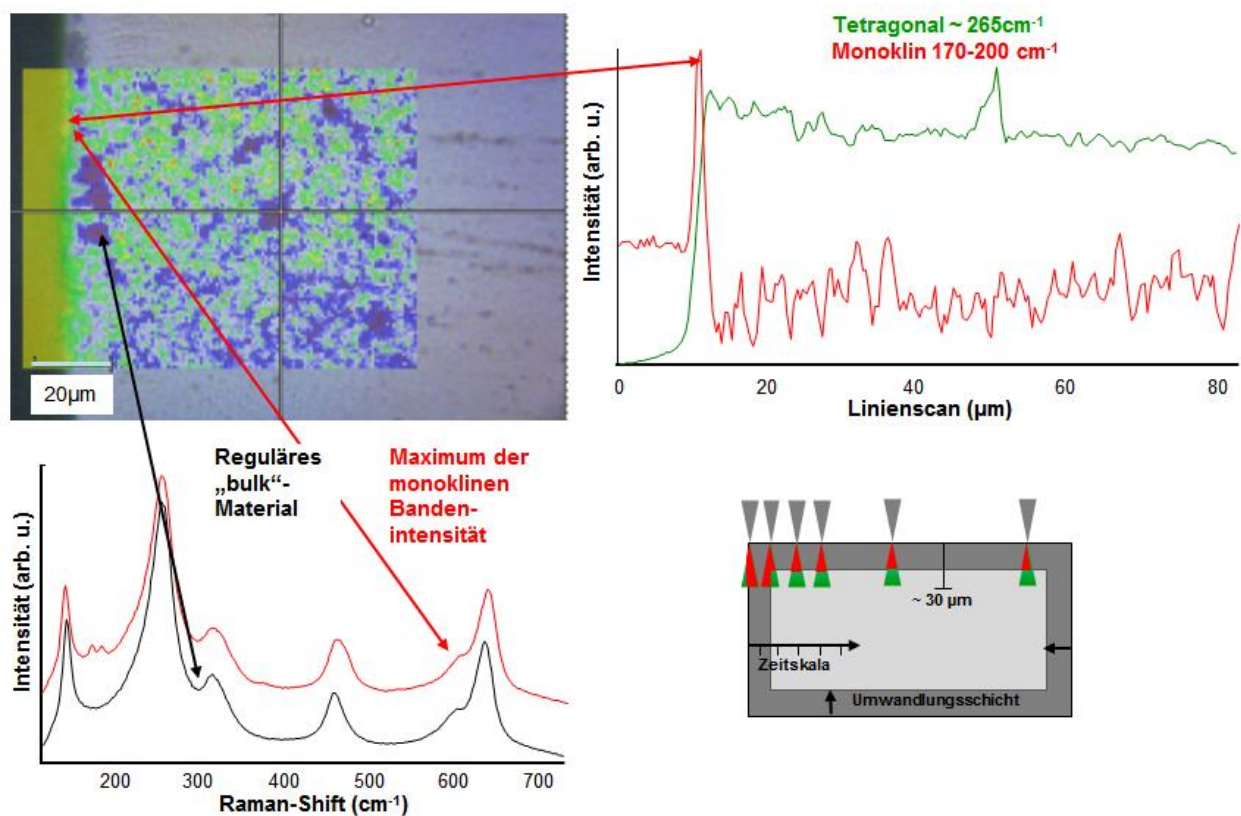 20µm
Tetragonal ~ 265cm-1
Monoklin 170-200 cm-1
Intensität (arb. u.)
0
20
40
60
80
Linienscan (µm)
Reguläres
„bulk“-
Material
Maximum der
monoklinen
Banden-
intensität
Intensität (arb. u.)
200
300
400
500
600
700
Raman-Shift (cm-1)
~ 30 µm
Zeitskala
Umwandlungsschicht